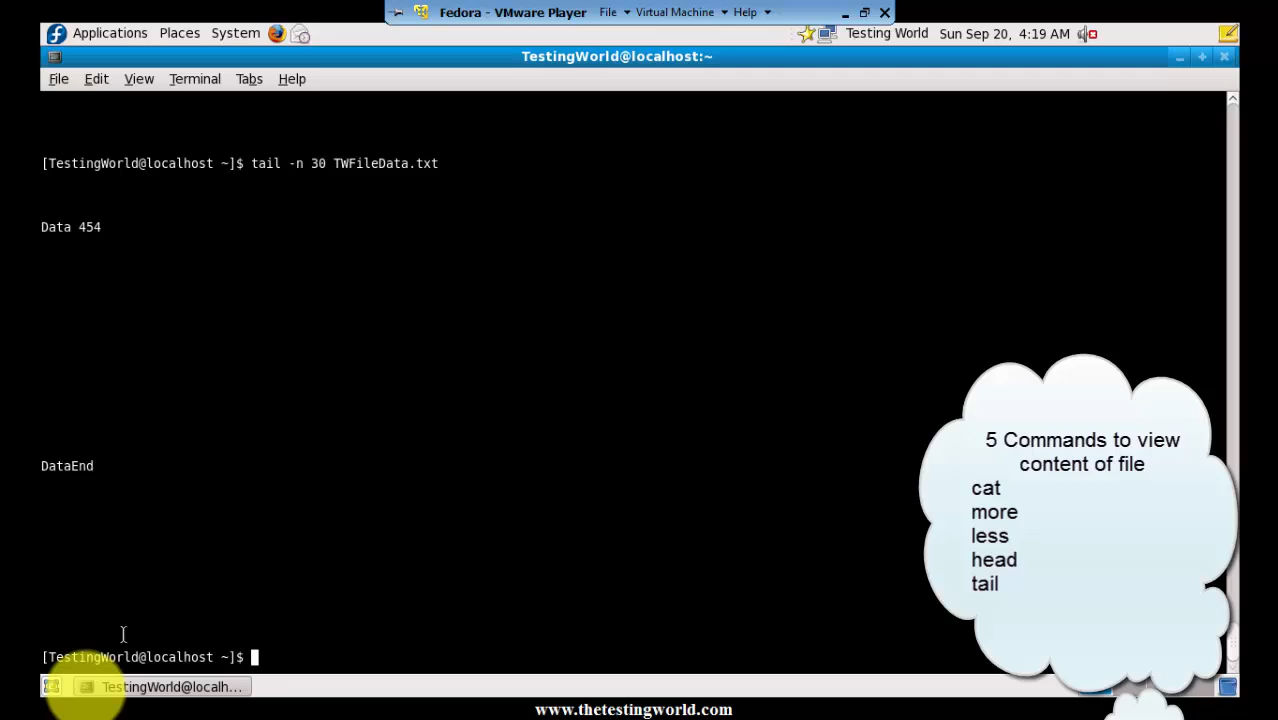 Fedora - VMware Player File Virtual Machine Help
Applications Places System Testing World Sun Sep 20, 4:19 AM
TestingWorld@localhost:~
File Edit View Terminal Tabs Help
[TestingWorld@localhost ~]$ tail -n 30 TWFileData.txt
Data 454
DataEnd
[TestingWorld@localhost ~]$
5 Commands to view
content of file
cat
more
less
head
tail
TestingWorld@localh...
www.thetestingworld.com